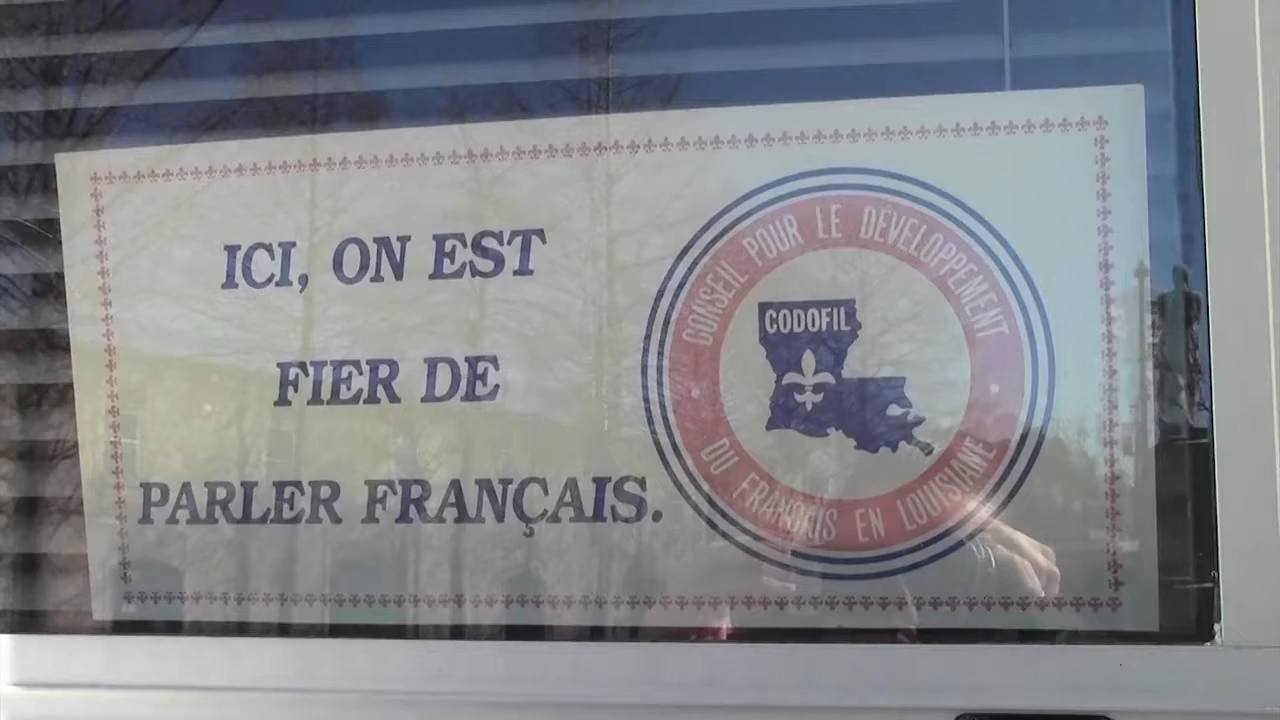 ICI, ON EST
FIER DE
PARLER FRANÇAIS.
CONSEIL POUR LE DÉVELOPPEMENT
CODOFIL
DU FRANÇAIS EN LOUISIANE